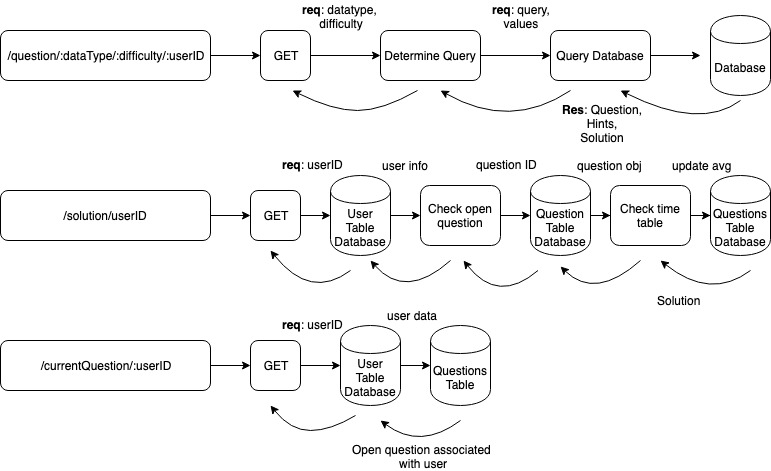 req: datatype,
difficulty
req: query,
values
/question/:dataType/:difficulty/:userID
GET
Determine Query
Query Database
Database
Res: Question,
Hints,
Solution
req: userID
user info
question ID
question obj
update avg
/solution/userID
GET
User
Table
Database
Check open
question
Question
Table
Database
Check time
table
Questions
Table
Database
Solution
req: userID
user data
/currentQuestion/:userID
GET
User
Table
Database
Questions
Table
Open question associated
with user